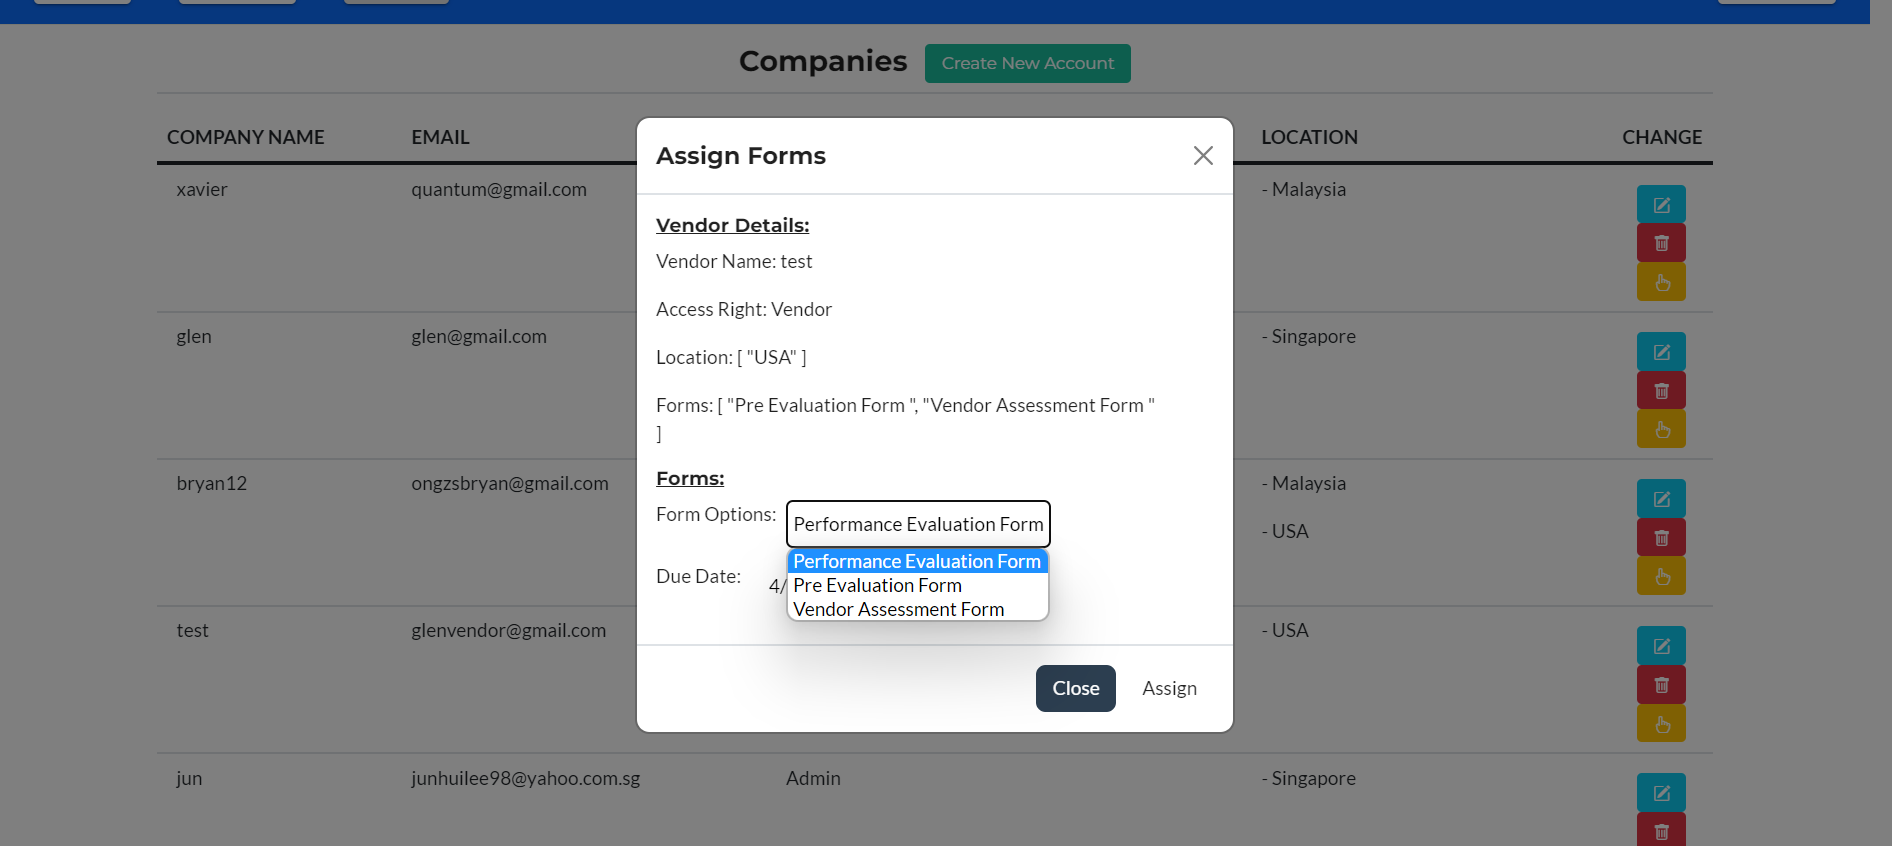 Companies Create New Account
COMPANY NAME EMAIL LOCATION CHANGE
Assign Forms
Vendor Details:
Vendor Name: test
Access Right: Vendor
Location: [ "USA" ]
Forms: [ "Pre Evaluation Form ", "Vendor Assessment Form "
]
Forms:
Form Options: Performance Evaluation Form
Performance Evaluation Form
Pre Evaluation Form
Vendor Assessment Form
Due Date: 4/
Close Assign
xavier quantum@gmail.com - Malaysia
glen glen@gmail.com - Singapore
bryan12 ongzsbryan@gmail.com - Malaysia
- USA
test glenvendor@gmail.com - USA
jun junhuilee98@yahoo.com.sg Admin - Singapore